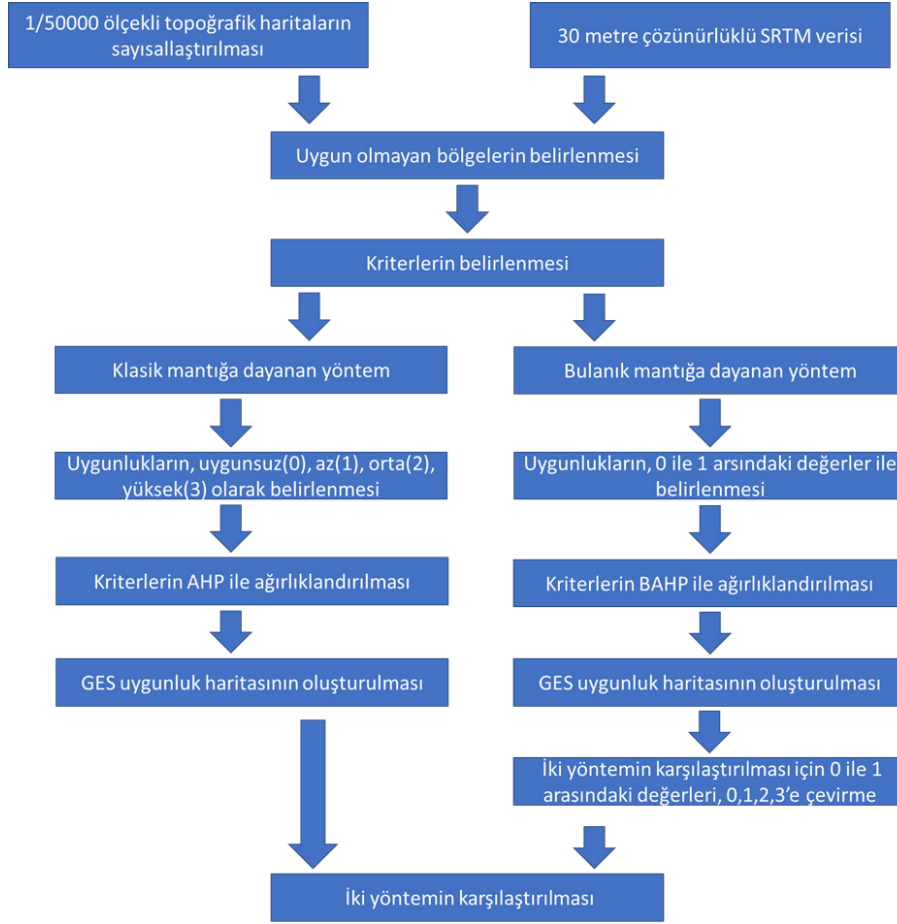 1/50000 ölçekli topoğrafik haritaların
sayısallaştırılması
30 metre çözünürlüklü SRTM verisi
Uygun olmayan bölgelerin belirlenmesi
Kriterlerin belirlenmesi
Klasik mantığa dayanan yöntem
Bulanık mantığa dayanan yöntem
Uygunlukların, uygunsuz(0), az(1), orta(2),
yüksek(3) olarak belirlenmesi
Uygunlukların, 0 ile 1 arsındaki değerler ile
belirlenmesi
Kriterlerin AHP ile ağırlıklandırılması
Kriterlerin BAHP ile ağırlıklandırılması
GES uygunluk haritasının oluşturulması
GES uygunluk haritasının oluşturulması
İki yöntemin karşılaştırılması için 0 ile 1
arasındaki değerleri, 0,1,2,3’e çevirme
İki yöntemin karşılaştırılması